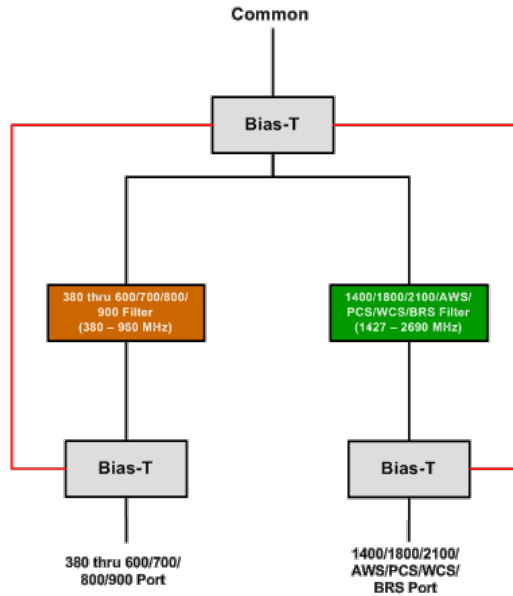 Common
Bias-T
380 thru 600/700/800/
900 Filter
(380 – 960 MHz)
1400/1800/2100/AWS/
PCS/WCS/BRS Filter
(1427 – 2690 MHz)
Bias-T
Bias-T
380 thru 600/700/
800/900 Port
1400/1800/2100/
AWS/PCS/WCS/
BRS Port